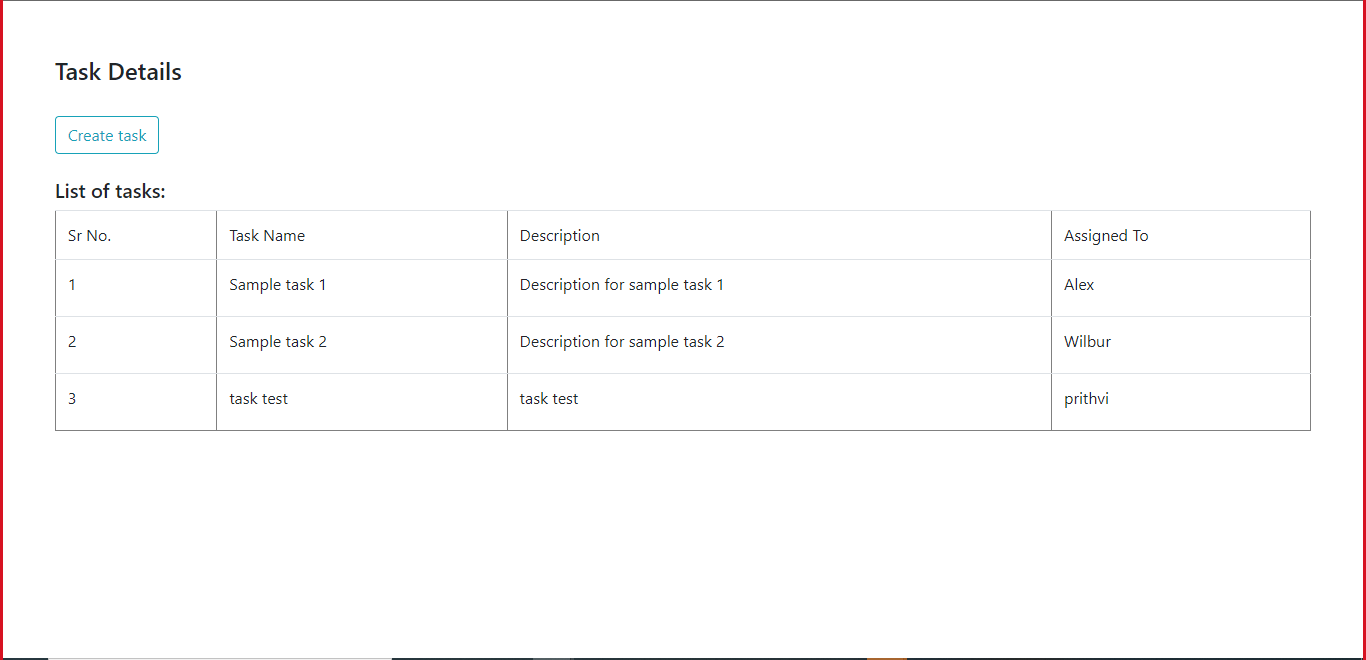 Task Details
Create task
List of tasks:
Sr No. Task Name Description Assigned To
1 Sample task 1 Description for sample task 1 Alex
2 Sample task 2 Description for sample task 2 Wilbur
3 task test task test prithvi